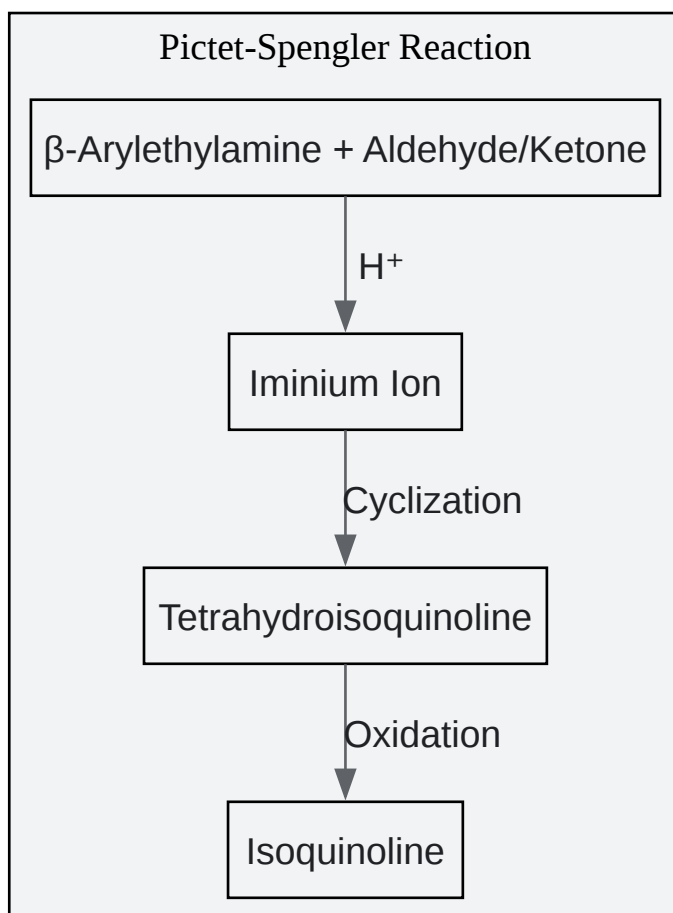 Pictet-Spengler Reaction
β-Arylethylamine + Aldehyde/Ketone
H⁺
Iminium Ion
Cyclization
Tetrahydroisoquinoline
Oxidation
Isoquinoline